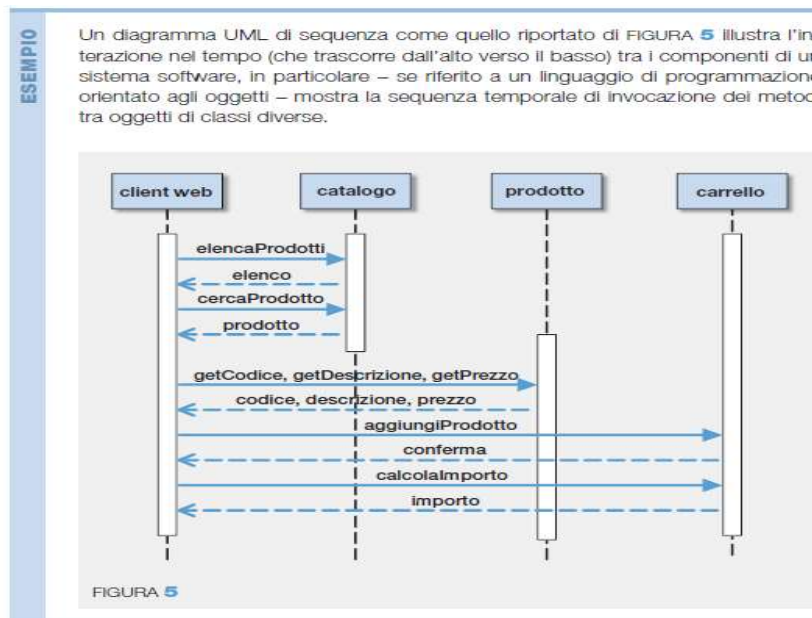 ESEMPIO
Un diagramma UML di sequenza come quello riportato di FIGURA 5 illustra l'in
terazione nel tempo (che trascorre dall'alto verso il basso) tra i componenti di un
sistema software, in particolare – se riferito a un linguaggio di programmazione
orientato agli oggetti – mostra la sequenza temporale di invocazione dei metod
tra oggetti di classi diverse.
client web catalogo prodotto carrello
elencaProdotti
elenco
cercaProdotto
prodotto
getCodice, getDescrizione, getPrezzo
codice, descrizione, prezzo
aggiungiProdotto
conferma
calcolaImporto
importo
FIGURA 5